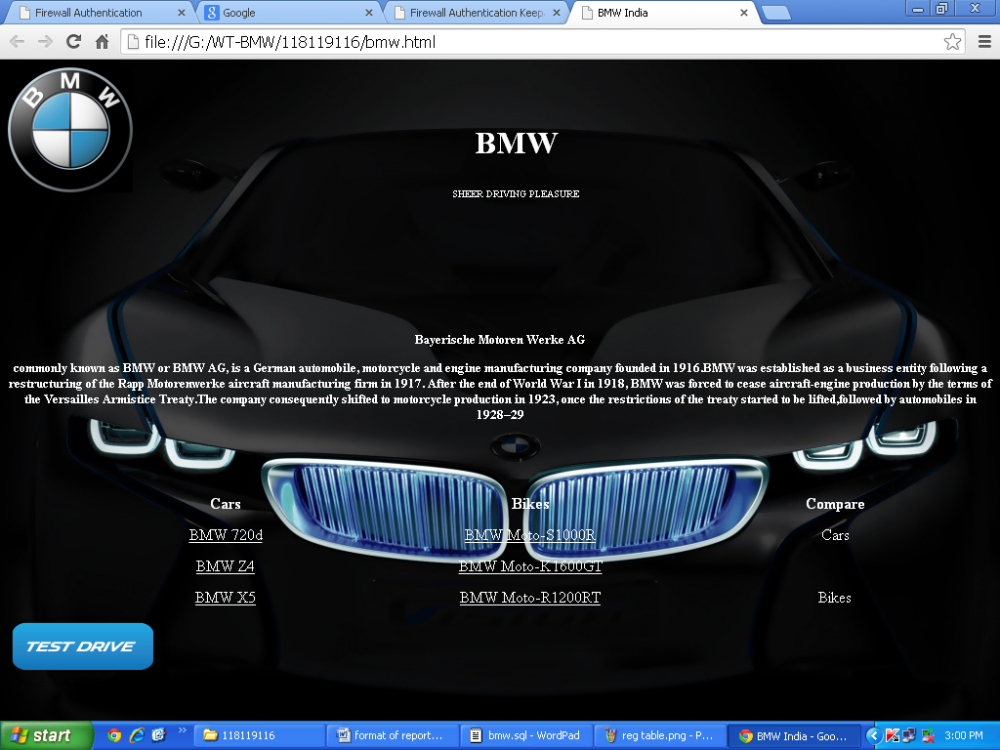 Firewall Authentication
Google
Firewall Authentication Keep
BMW India
file:///G:/WT-BMW/118119116/bmw.html
BMW
BMW
SHEER DRIVING PLEASURE
Bayerische Motoren Werke AG
commonly known as BMW or BMW AG, is a German automobile, motorcycle and engine manufacturing company founded in 1916.BMW was established as a business entity following a
restructuring of the Rapp Motorenwerke aircraft manufacturing firm in 1917. After the end of World War I in 1918, BMW was forced to cease aircraft-engine production by the terms of
the Versailles Armistice Treaty.The company consequently shifted to motorcycle production in 1923, once the restrictions of the treaty started to be lifted,followed by automobiles in
1928–29
Cars Bikes Compare
BMW 720d BMW Moto-S1000R Cars
BMW Z4 BMW Moto-K1600GT
BMW X5 BMW Moto-R1200RT Bikes
TEST DRIVE
start
118119116
format of report...
bmw.sql - WordPad
reg table.png - P...
BMW India - Goo...
3:00 PM